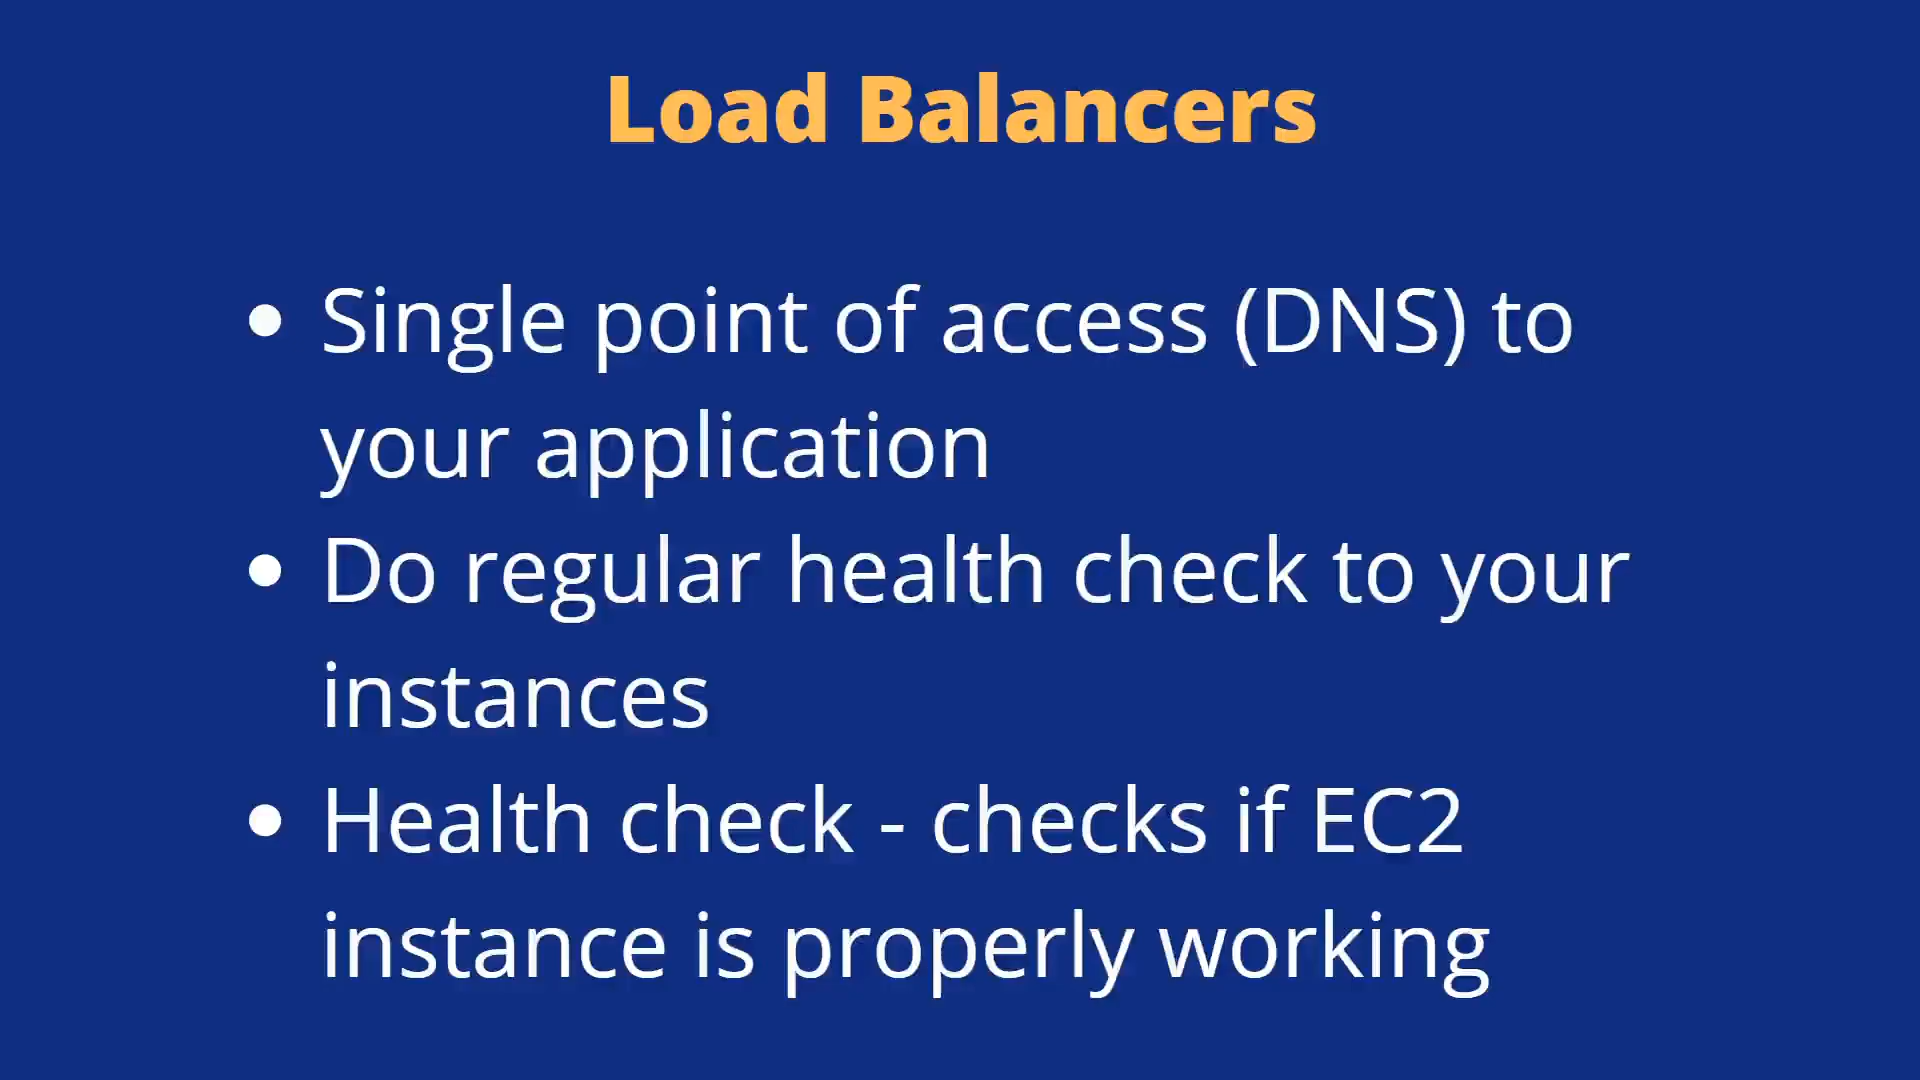 Load Balancers
• Single point of access (DNS) to
your application
• Do regular health check to your
instances
• Health check - checks if EC2
instance is properly working